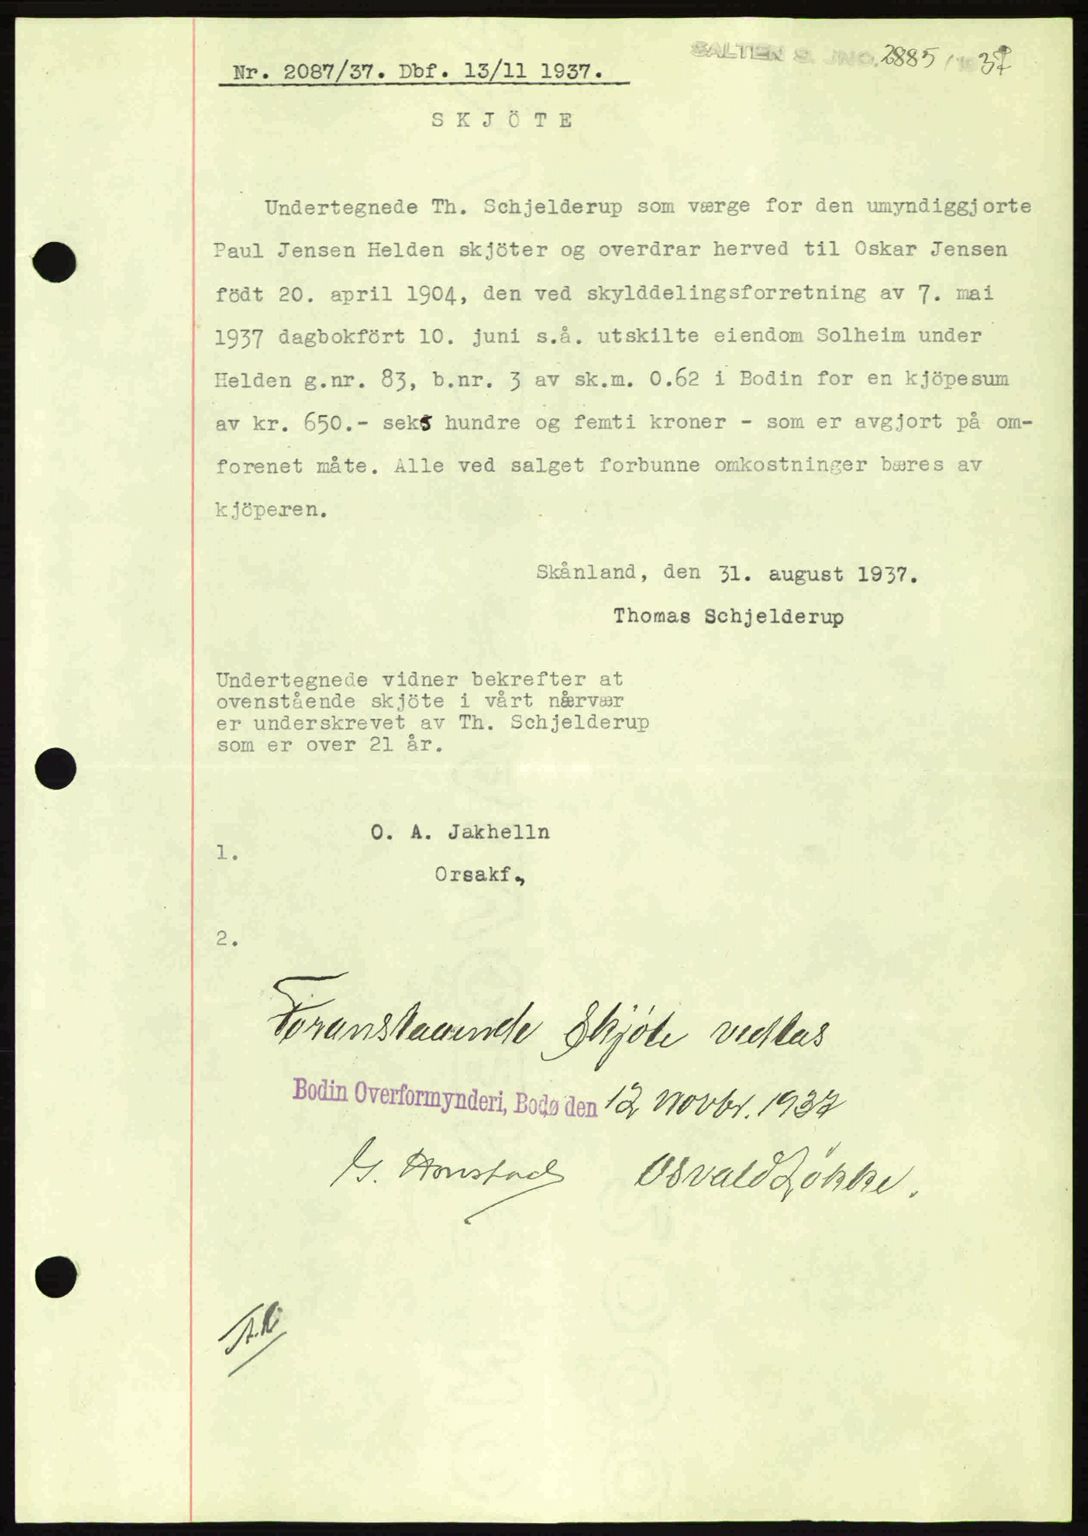 SALTEN S. JNO. 2885/1937
Nr. 2087/37. Dbf. 13/11 1937.
S K J Ö T E
Undertegnede Th. Schjelderup som værge for den umyndiggjorte
Paul Jensen Helden skjöter og overdrar herved til Oskar Jensen
födt 20. april 1904, den ved skylddelingsforretning av 7. mai
1937 dagbokfört 10. juni s.å. utskilte eiendom Solheim under
Helden g.nr. 83, b.nr. 3 av sk.m. 0.62 i Bodin for en kjöpesum
av kr. 650.- seks hundre og femti kroner - som er avgjort på om-
forenet måte. Alle ved salget forbunne omkostninger bæres av
kjöperen.
Skånland, den 31. august 1937.
Thomas Schjelderup
Undertegnede vidner bekrefter at
ovenstående skjöte i vårt nærvær
er underskrevet av Th. Schjelderup
som er over 21 år.
O. A. Jakhelln
1.
Orsakf.,
2.
Foranstaaende Skjøte vedtas
Bodin Overformynderi, Bodø den 12 novbr. 1937
Osvald Løkke.